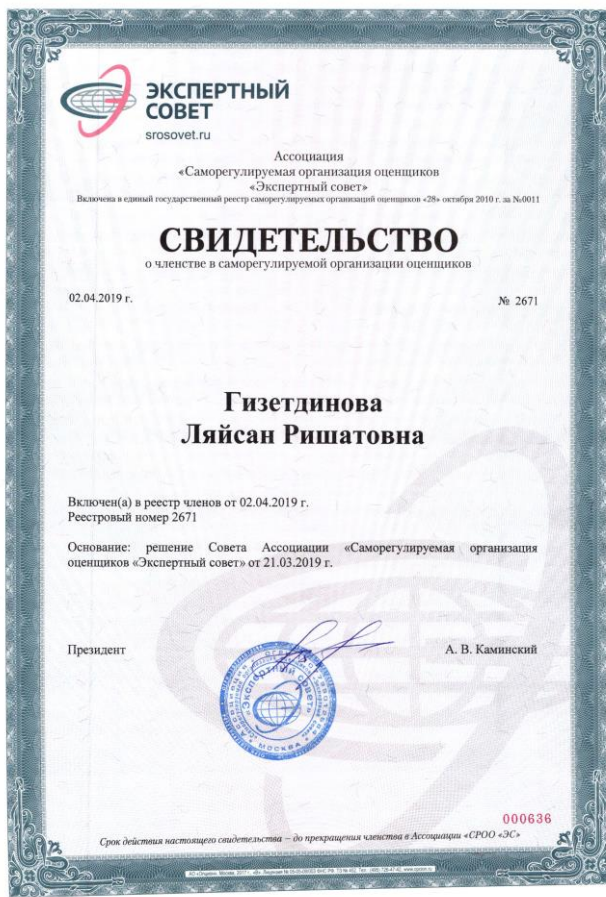 ЭКСПЕРТНЫЙ
СОВЕТ
srosovet.ru
Ассоциация
«Саморегулируемая организация оценщиков
«Экспертный совет»
Включена в единый государственный реестр саморегулируемых организаций оценщиков «28» октября 2010 г. за №0011
СВИДЕТЕЛЬСТВО
о членстве в саморегулируемой организации оценщиков
02.04.2019 г.
№ 2671
Гизетдинова
Ляйсан Ришатовна
Включен(а) в реестр членов от 02.04.2019 г.
Реестровый номер 2671
Основание: решение Совета Ассоциации «Саморегулируемая организация
оценщиков «Экспертный совет» от 21.03.2019 г.
Президент
А. В. Каминский
«Экспертный совет»
МОСКВА
000636
Срок действия настоящего свидетельства – до прекращения членства в Ассоциации «СРОО «ЭС»